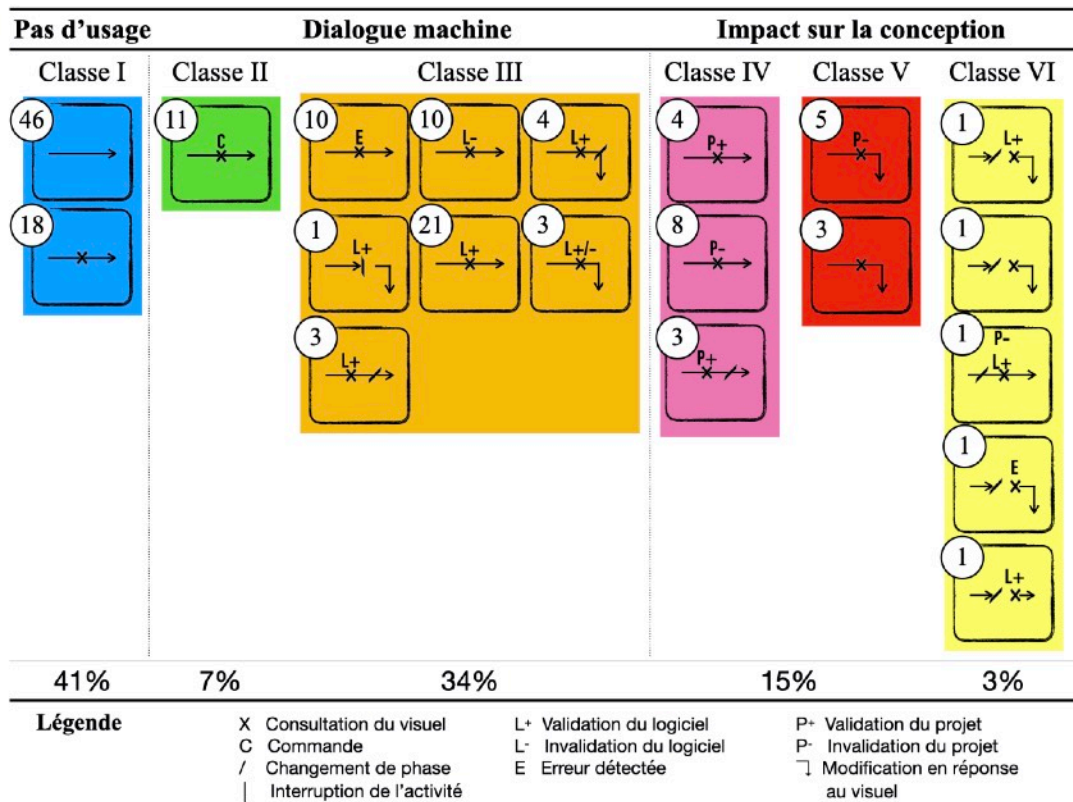 Pas d’usage Dialogue machine Impact sur la conception
Classe I Classe II Classe III Classe IV Classe V Classe VI
46 11 10 10 4 4 5 1
C E L- L+ P+ P- L+
18 1 21 3 8 3 1
L+ L+ L+/- P-
3 3 1
L+ P+ P-
L+
1
E
1
L+
41% 7% 34% 15% 3%
Légende
X Consultation du visuel L+ Validation du logiciel P+ Validation du projet
C Commande L- Invalidation du logiciel P- Invalidation du projet
/ Changement de phase E Erreur détectée Modification en réponse
| Interruption de l’activité au visuel